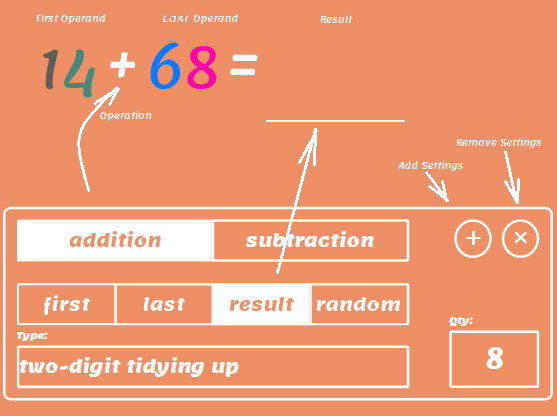 First Operand Last Operand Result
14 + 68 =
Operation
Remove Settings
Add Settings
addition subtraction + ×
first last result random
Type: Qty:
two-digit tidying up 8